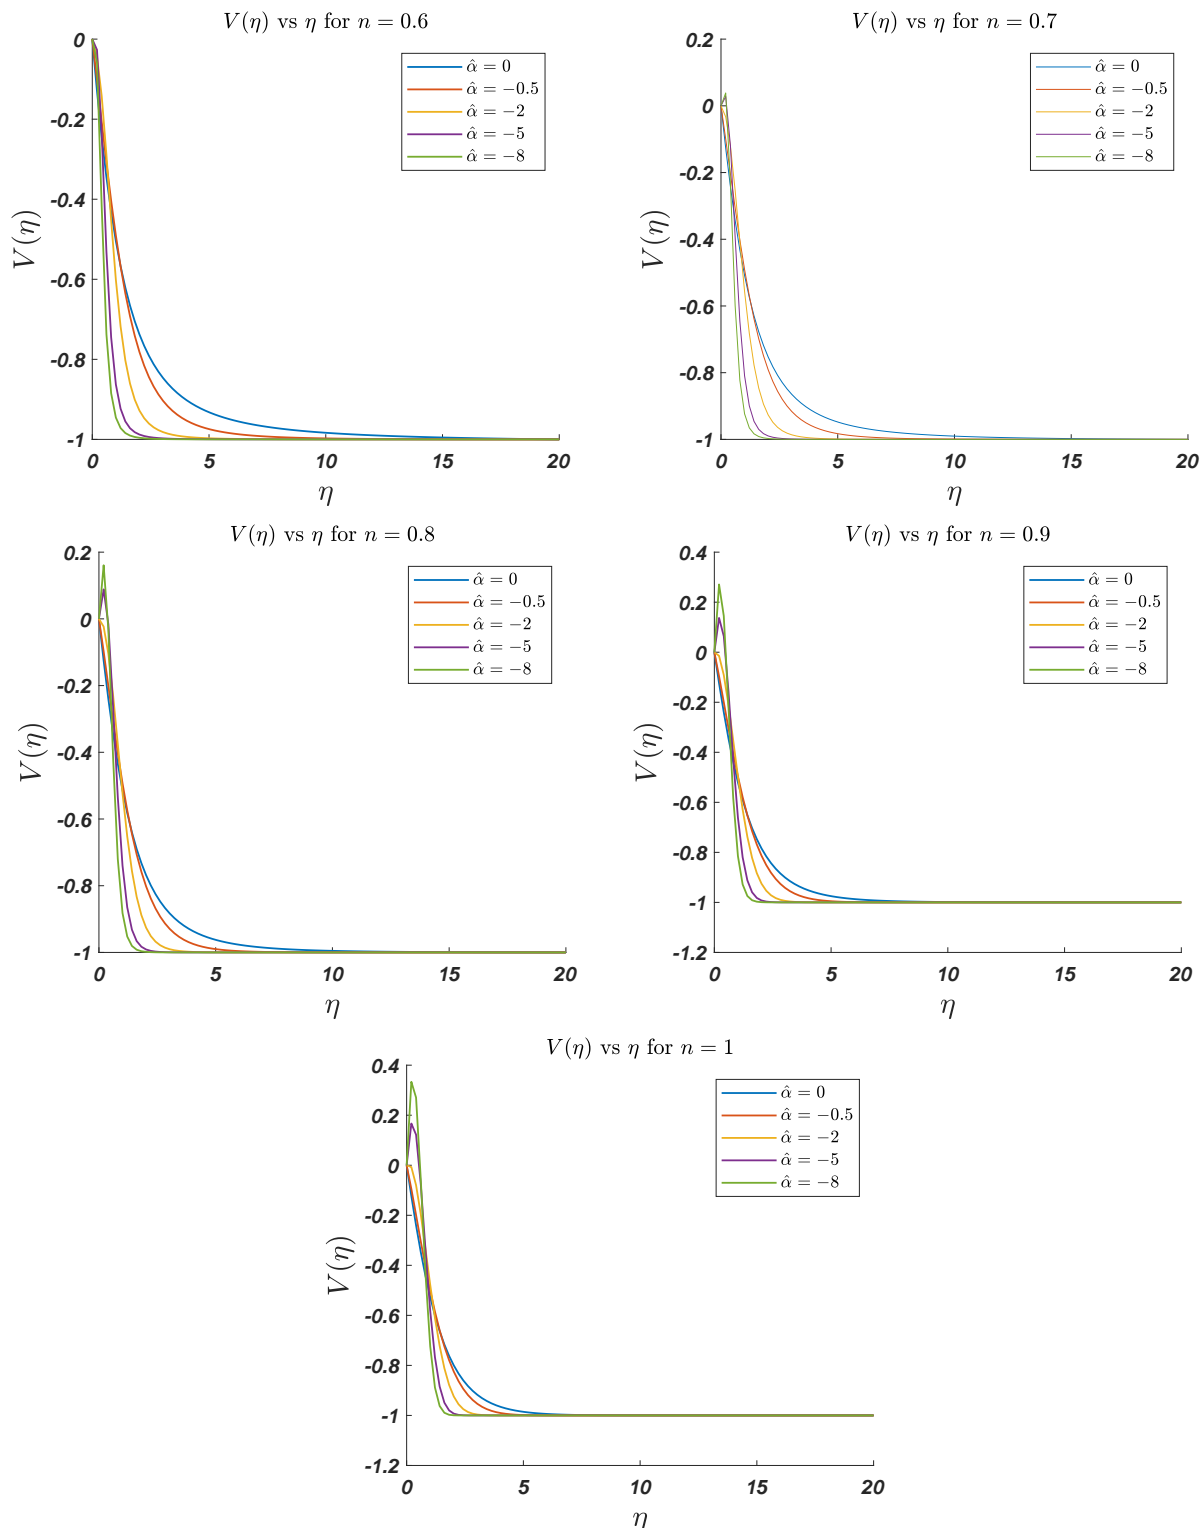 V(η) vs η for n = 0.6
0
-0.2
-0.4
-0.6
-0.8
-1
V(η)
0 5 10 15 20
η
α̂ = 0
α̂ = −0.5
α̂ = −2
α̂ = −5
α̂ = −8
V(η) vs η for n = 0.7
0.2
0
-0.2
-0.4
-0.6
-0.8
-1
V(η)
0 5 10 15 20
η
α̂ = 0
α̂ = −0.5
α̂ = −2
α̂ = −5
α̂ = −8
V(η) vs η for n = 0.8
0.2
0
-0.2
-0.4
-0.6
-0.8
-1
V(η)
0 5 10 15 20
η
α̂ = 0
α̂ = −0.5
α̂ = −2
α̂ = −5
α̂ = −8
V(η) vs η for n = 0.9
0.4
0.2
0
-0.2
-0.4
-0.6
-0.8
-1
-1.2
V(η)
0 5 10 15 20
η
α̂ = 0
α̂ = −0.5
α̂ = −2
α̂ = −5
α̂ = −8
V(η) vs η for n = 1
0.4
0.2
0
-0.2
-0.4
-0.6
-0.8
-1
-1.2
V(η)
0 5 10 15 20
η
α̂ = 0
α̂ = −0.5
α̂ = −2
α̂ = −5
α̂ = −8